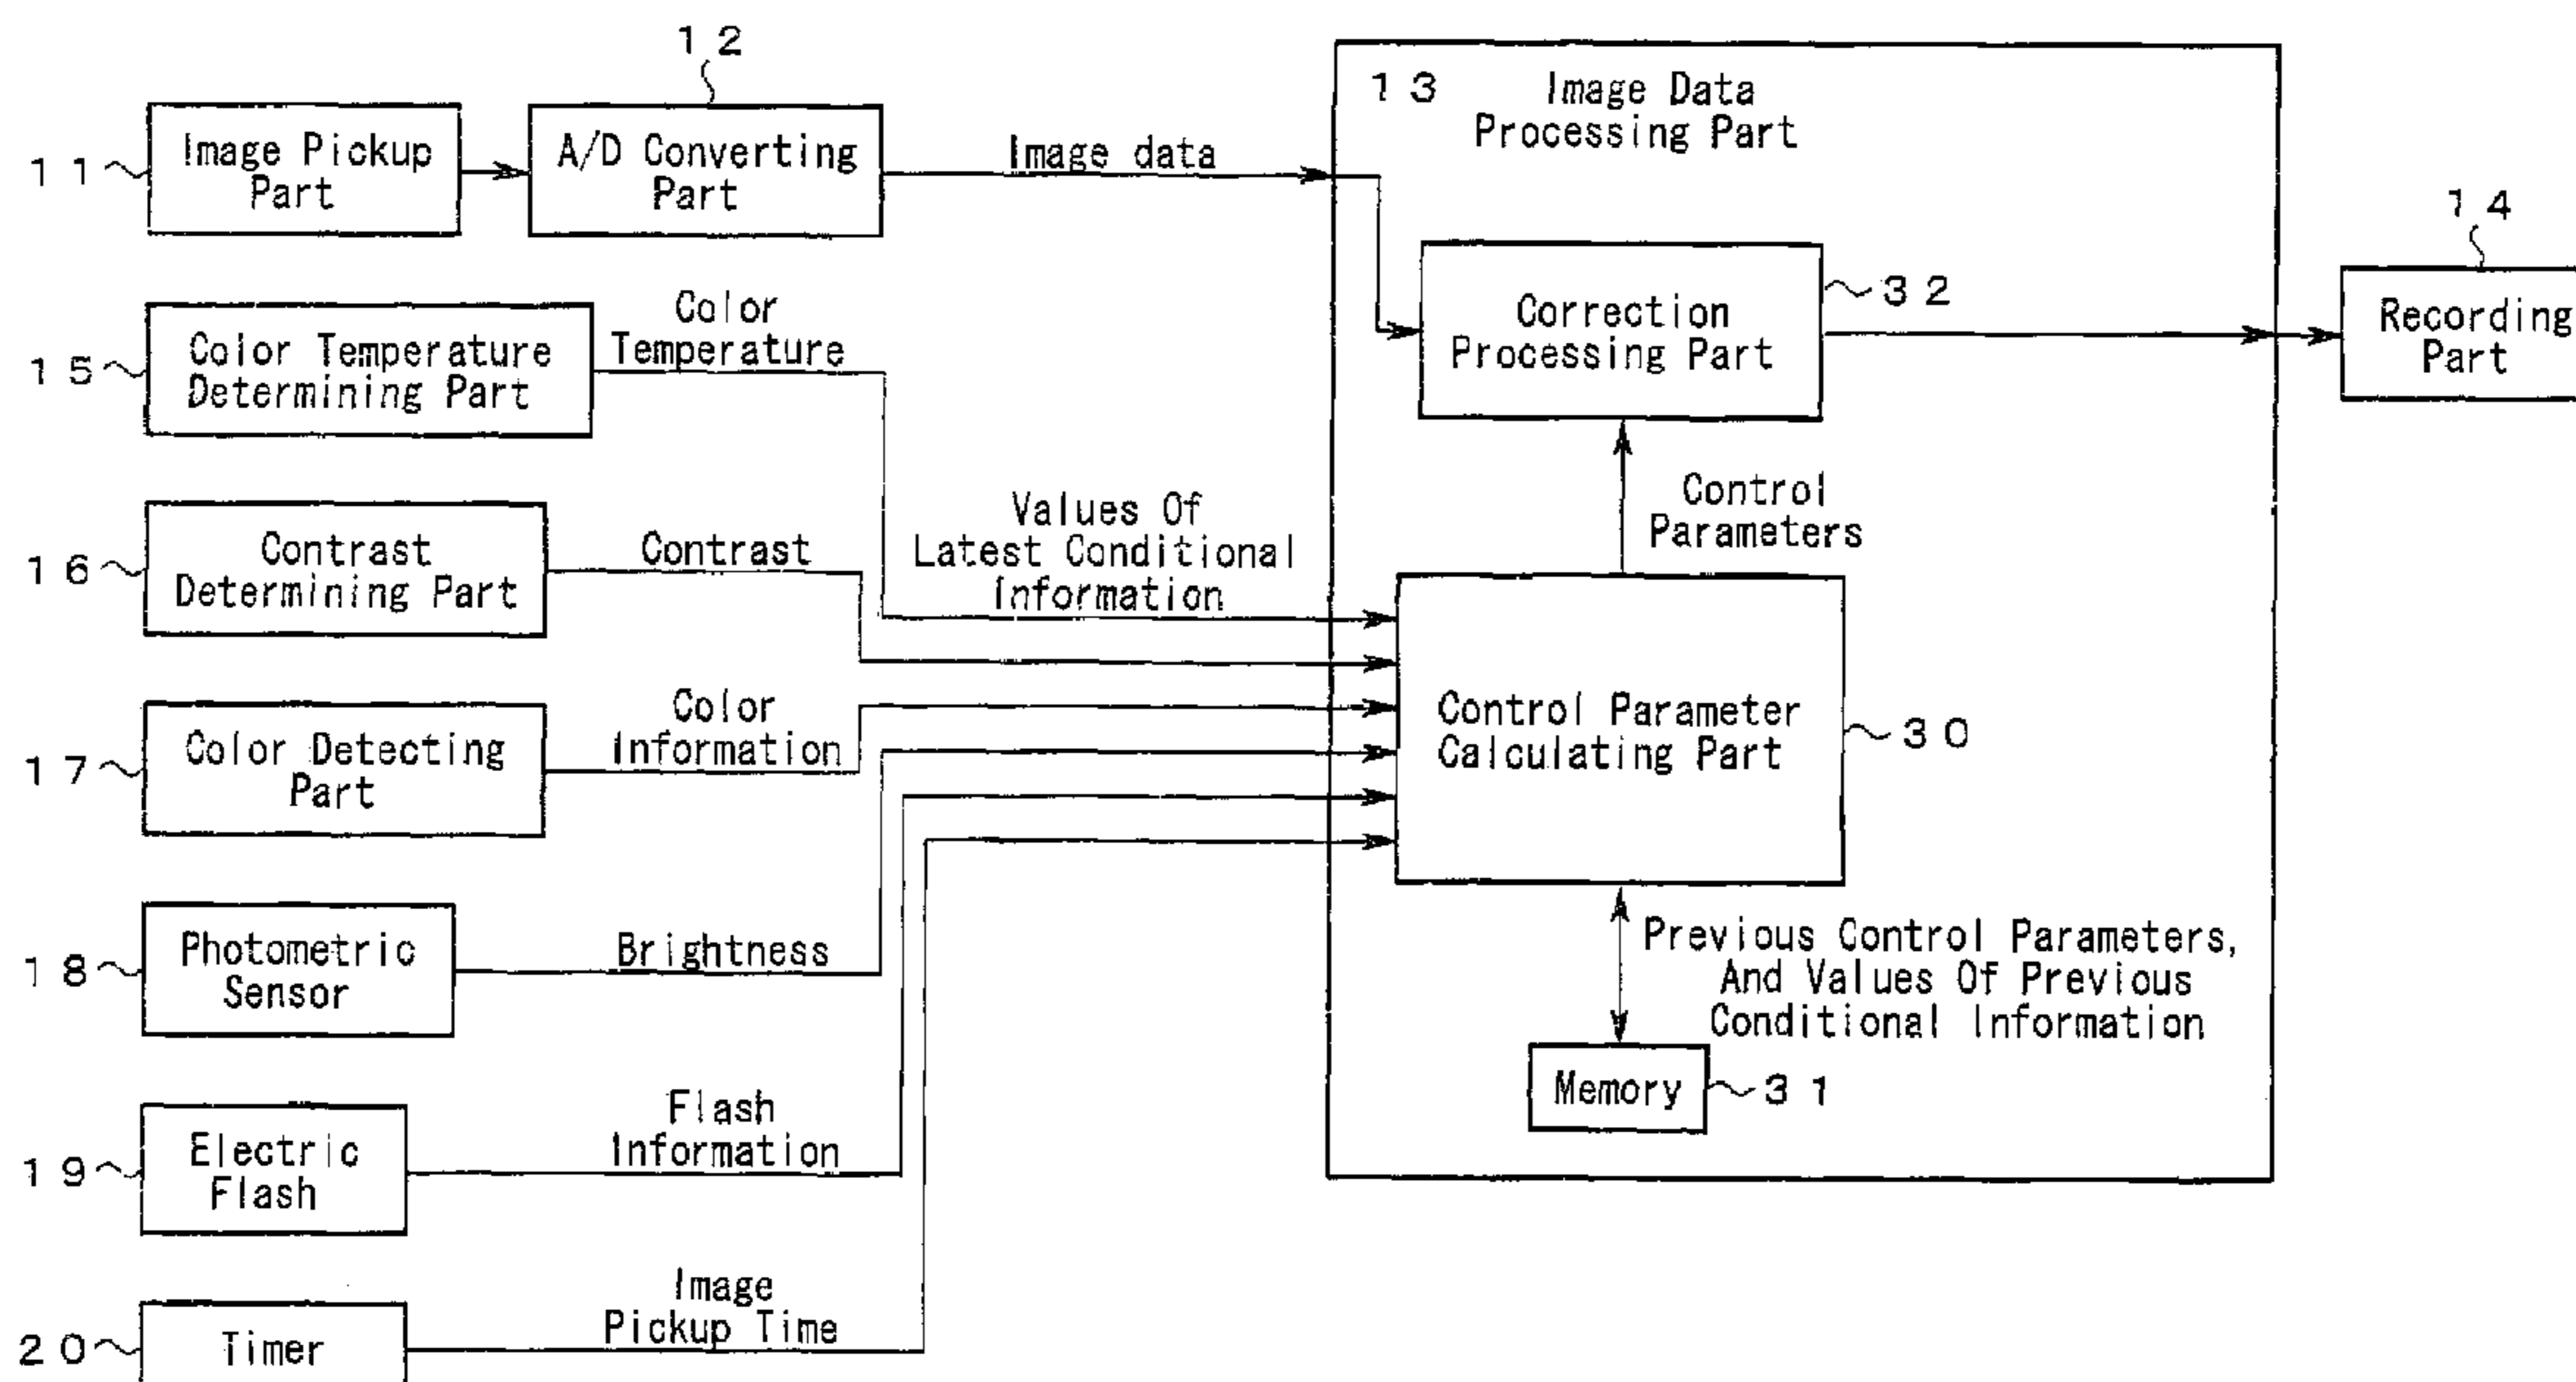 12
13
Image Data
Processing Part
11
Image Pickup
Part
A/D Converting
Part
Image data
14
Recording
Part
15
Color Temperature
Determining Part
Color
Temperature
Correction
Processing Part
32
16
Contrast
Determining Part
Contrast
Values Of
Latest Conditional
Information
Control
Parameters
17
Color Detecting
Part
Color
Information
Control Parameter
Calculating Part
30
18
Photometric
Sensor
Brightness
Previous Control Parameters,
And Values Of Previous
Conditional Information
Memory
31
19
Electric
Flash
Flash
Information
20
Timer
Image
Pickup Time